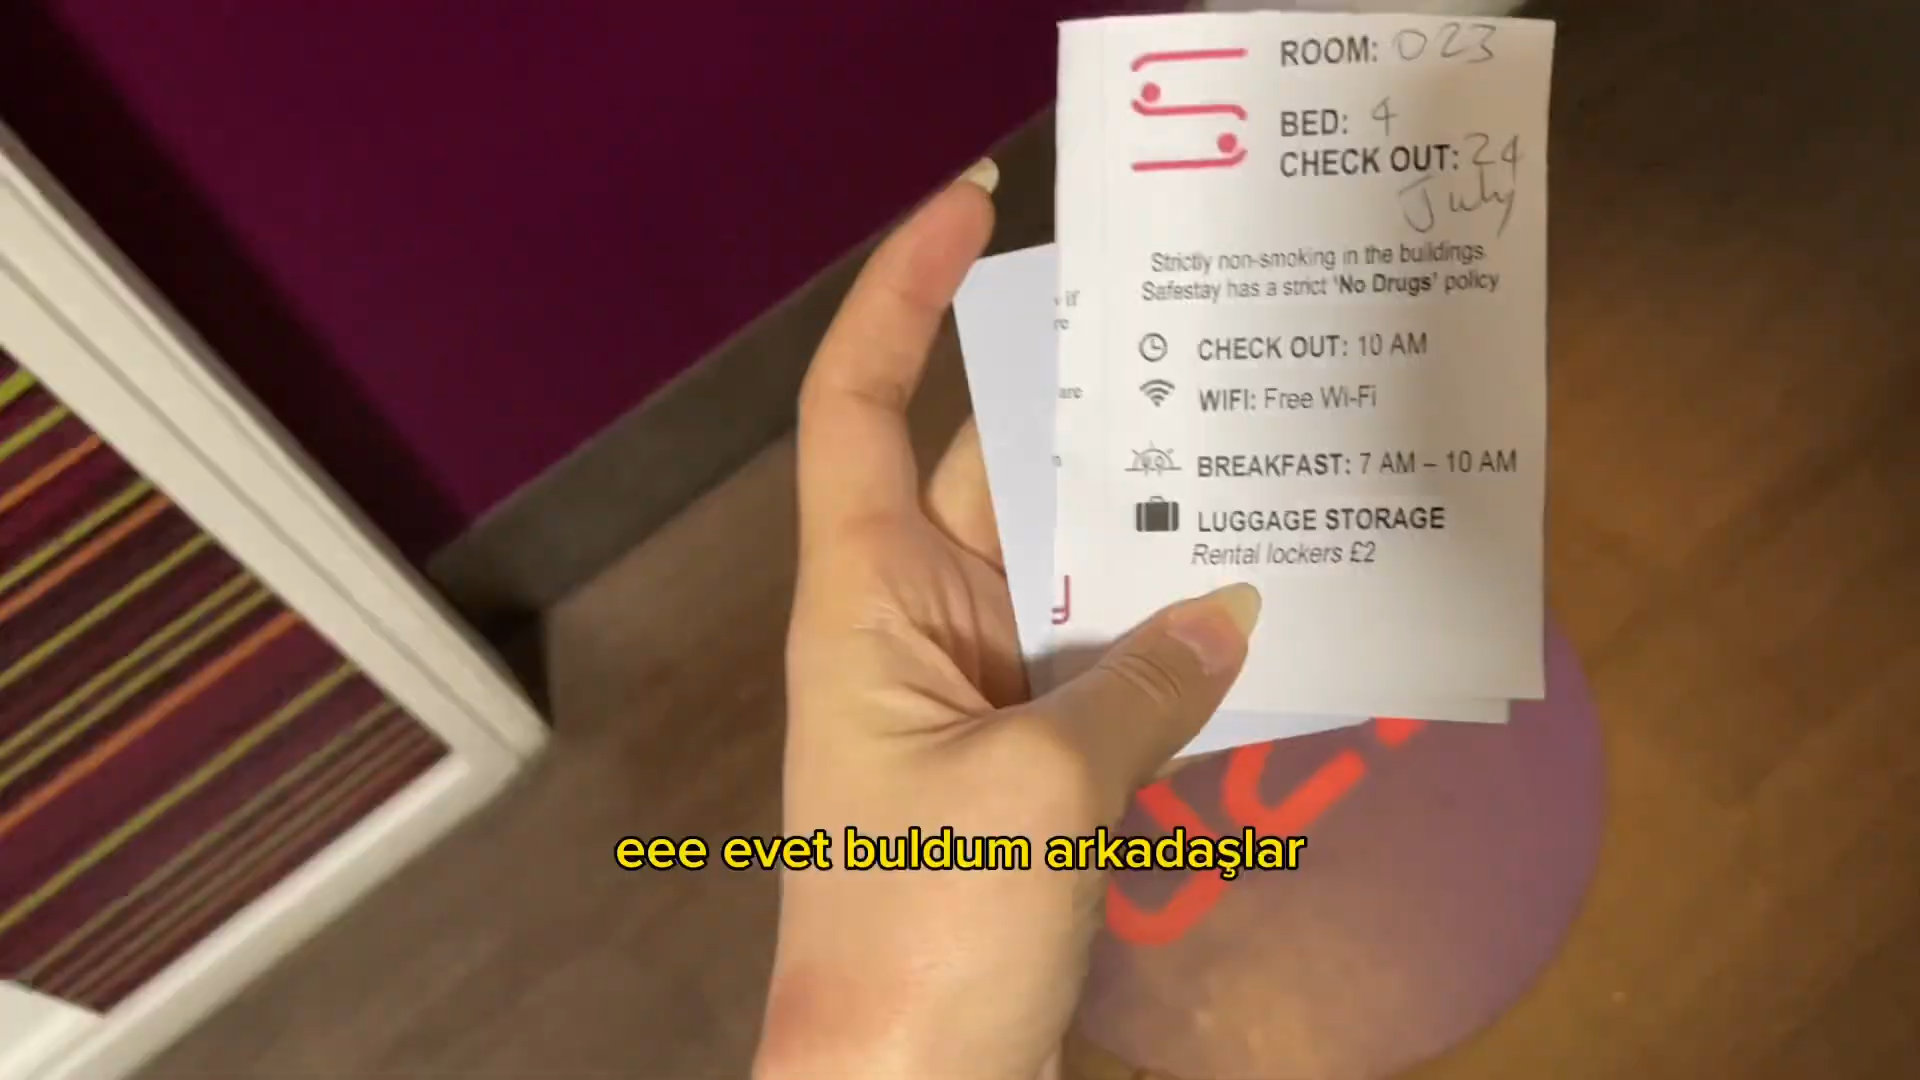 ROOM: 023
BED: 4
CHECK OUT: 24
July
Strictly non-smoking in the buildings
Safestay has a strict 'No Drugs' policy
CHECK OUT: 10 AM
WIFI: Free Wi-Fi
BREAKFAST: 7 AM – 10 AM
LUGGAGE STORAGE
Rental lockers £2
if
are
eee evet buldum arkadaşlar